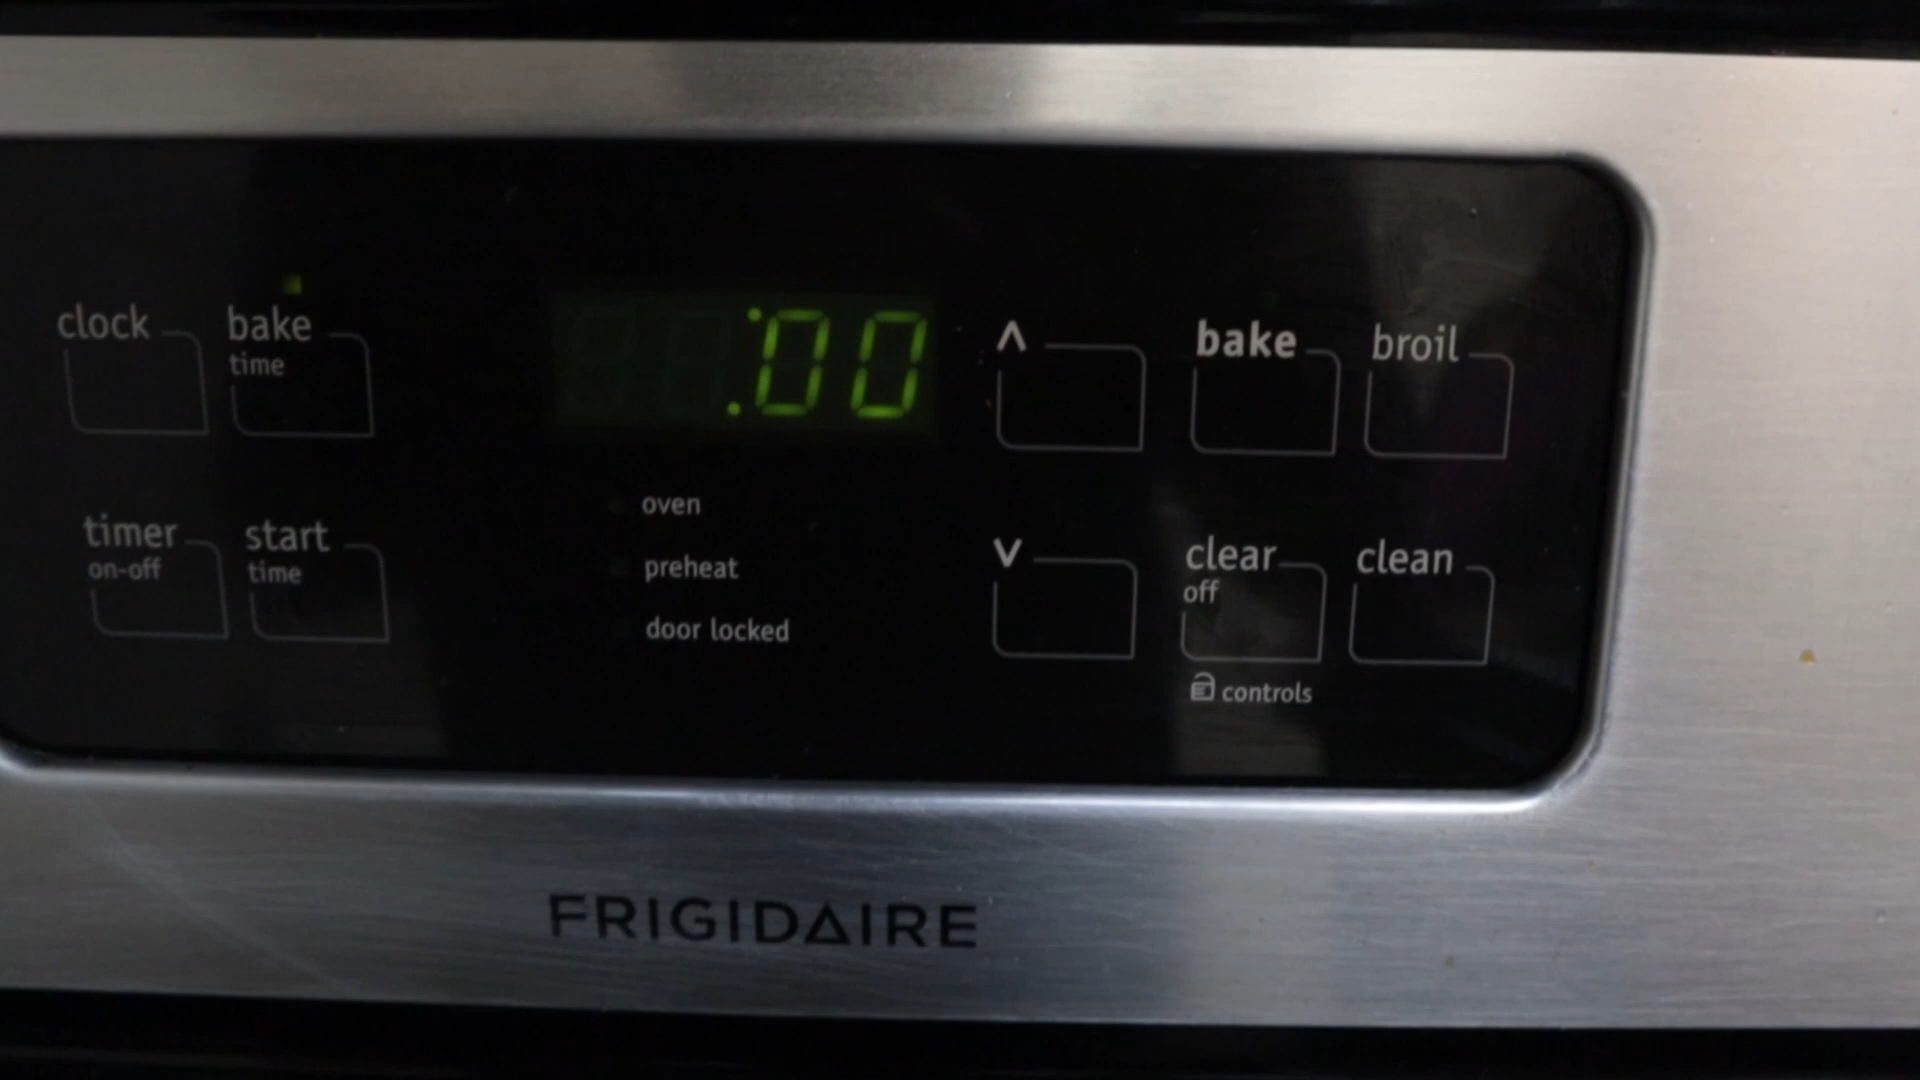 clock
bake
time
:00
^
bake
broil
timer
on-off
start
time
oven
preheat
door locked
v
clear
off
clean
controls
FRIGIDAIRE